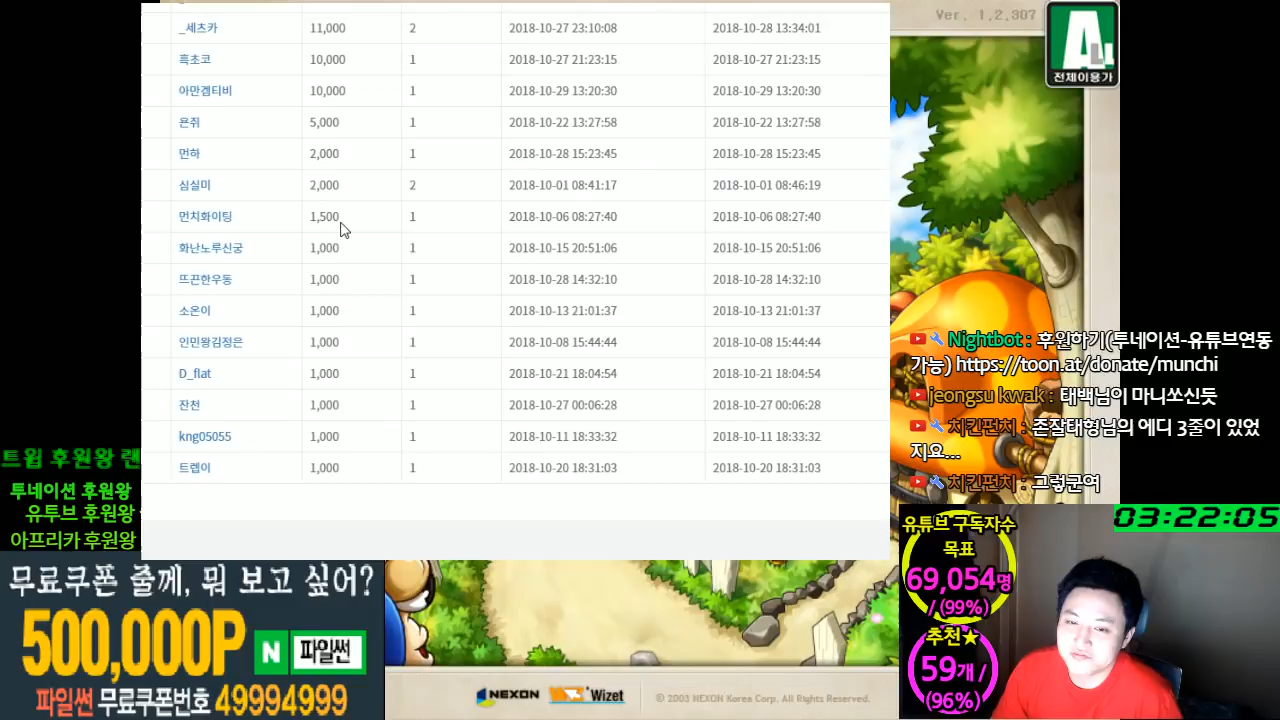 _세츠카 11,000 2 2018-10-27 23:10:08 2018-10-28 13:34:01
흑초코 10,000 1 2018-10-27 21:23:15 2018-10-27 21:23:15
아만겜티비 10,000 1 2018-10-29 13:20:30 2018-10-29 13:20:30
욘쥐 5,000 1 2018-10-22 13:27:58 2018-10-22 13:27:58
먼하 2,000 1 2018-10-28 15:23:45 2018-10-28 15:23:45
심실미 2,000 2 2018-10-01 08:41:17 2018-10-01 08:46:19
먼치화이팅 1,500 1 2018-10-06 08:27:40 2018-10-06 08:27:40
화난노루신궁 1,000 1 2018-10-15 20:51:06 2018-10-15 20:51:06
뜨끈한우동 1,000 1 2018-10-28 14:32:10 2018-10-28 14:32:10
소온이 1,000 1 2018-10-13 21:01:37 2018-10-13 21:01:37
인민왕김정은 1,000 1 2018-10-08 15:44:44 2018-10-08 15:44:44
D_flat 1,000 1 2018-10-21 18:04:54 2018-10-21 18:04:54
잔천 1,000 1 2018-10-27 00:06:28 2018-10-27 00:06:28
kng05055 1,000 1 2018-10-11 18:33:32 2018-10-11 18:33:32
트렙이 1,000 1 2018-10-20 18:31:03 2018-10-20 18:31:03
Ver. 1.2.307
ALL
전체이용가
Nightbot : 후원하기(투네이션-유튜브연동
가능) https://toon.at/donate/munchi
jeongsu kwak : 태백님이 마니쏘신듯
치킨펀치 : 존잘태형님의 에디 3줄이 있었
지요...
치킨펀치 : 그렇군여
트윕 후원왕 랜
투네이션 후원왕
유투브 후원왕
아프리카 후원왕
무료쿠폰 줄께, 뭐 보고 싶어?
500,000P N 파일썬
파일썬 무료쿠폰번호 49994999
NEXON Wizet © 2003 NEXON Korea Corp. All Rights Reserved.
유튜브 구독자수
목표
69,054명
/ (99%)
추천★
59개 /
(96%)
03:22:05